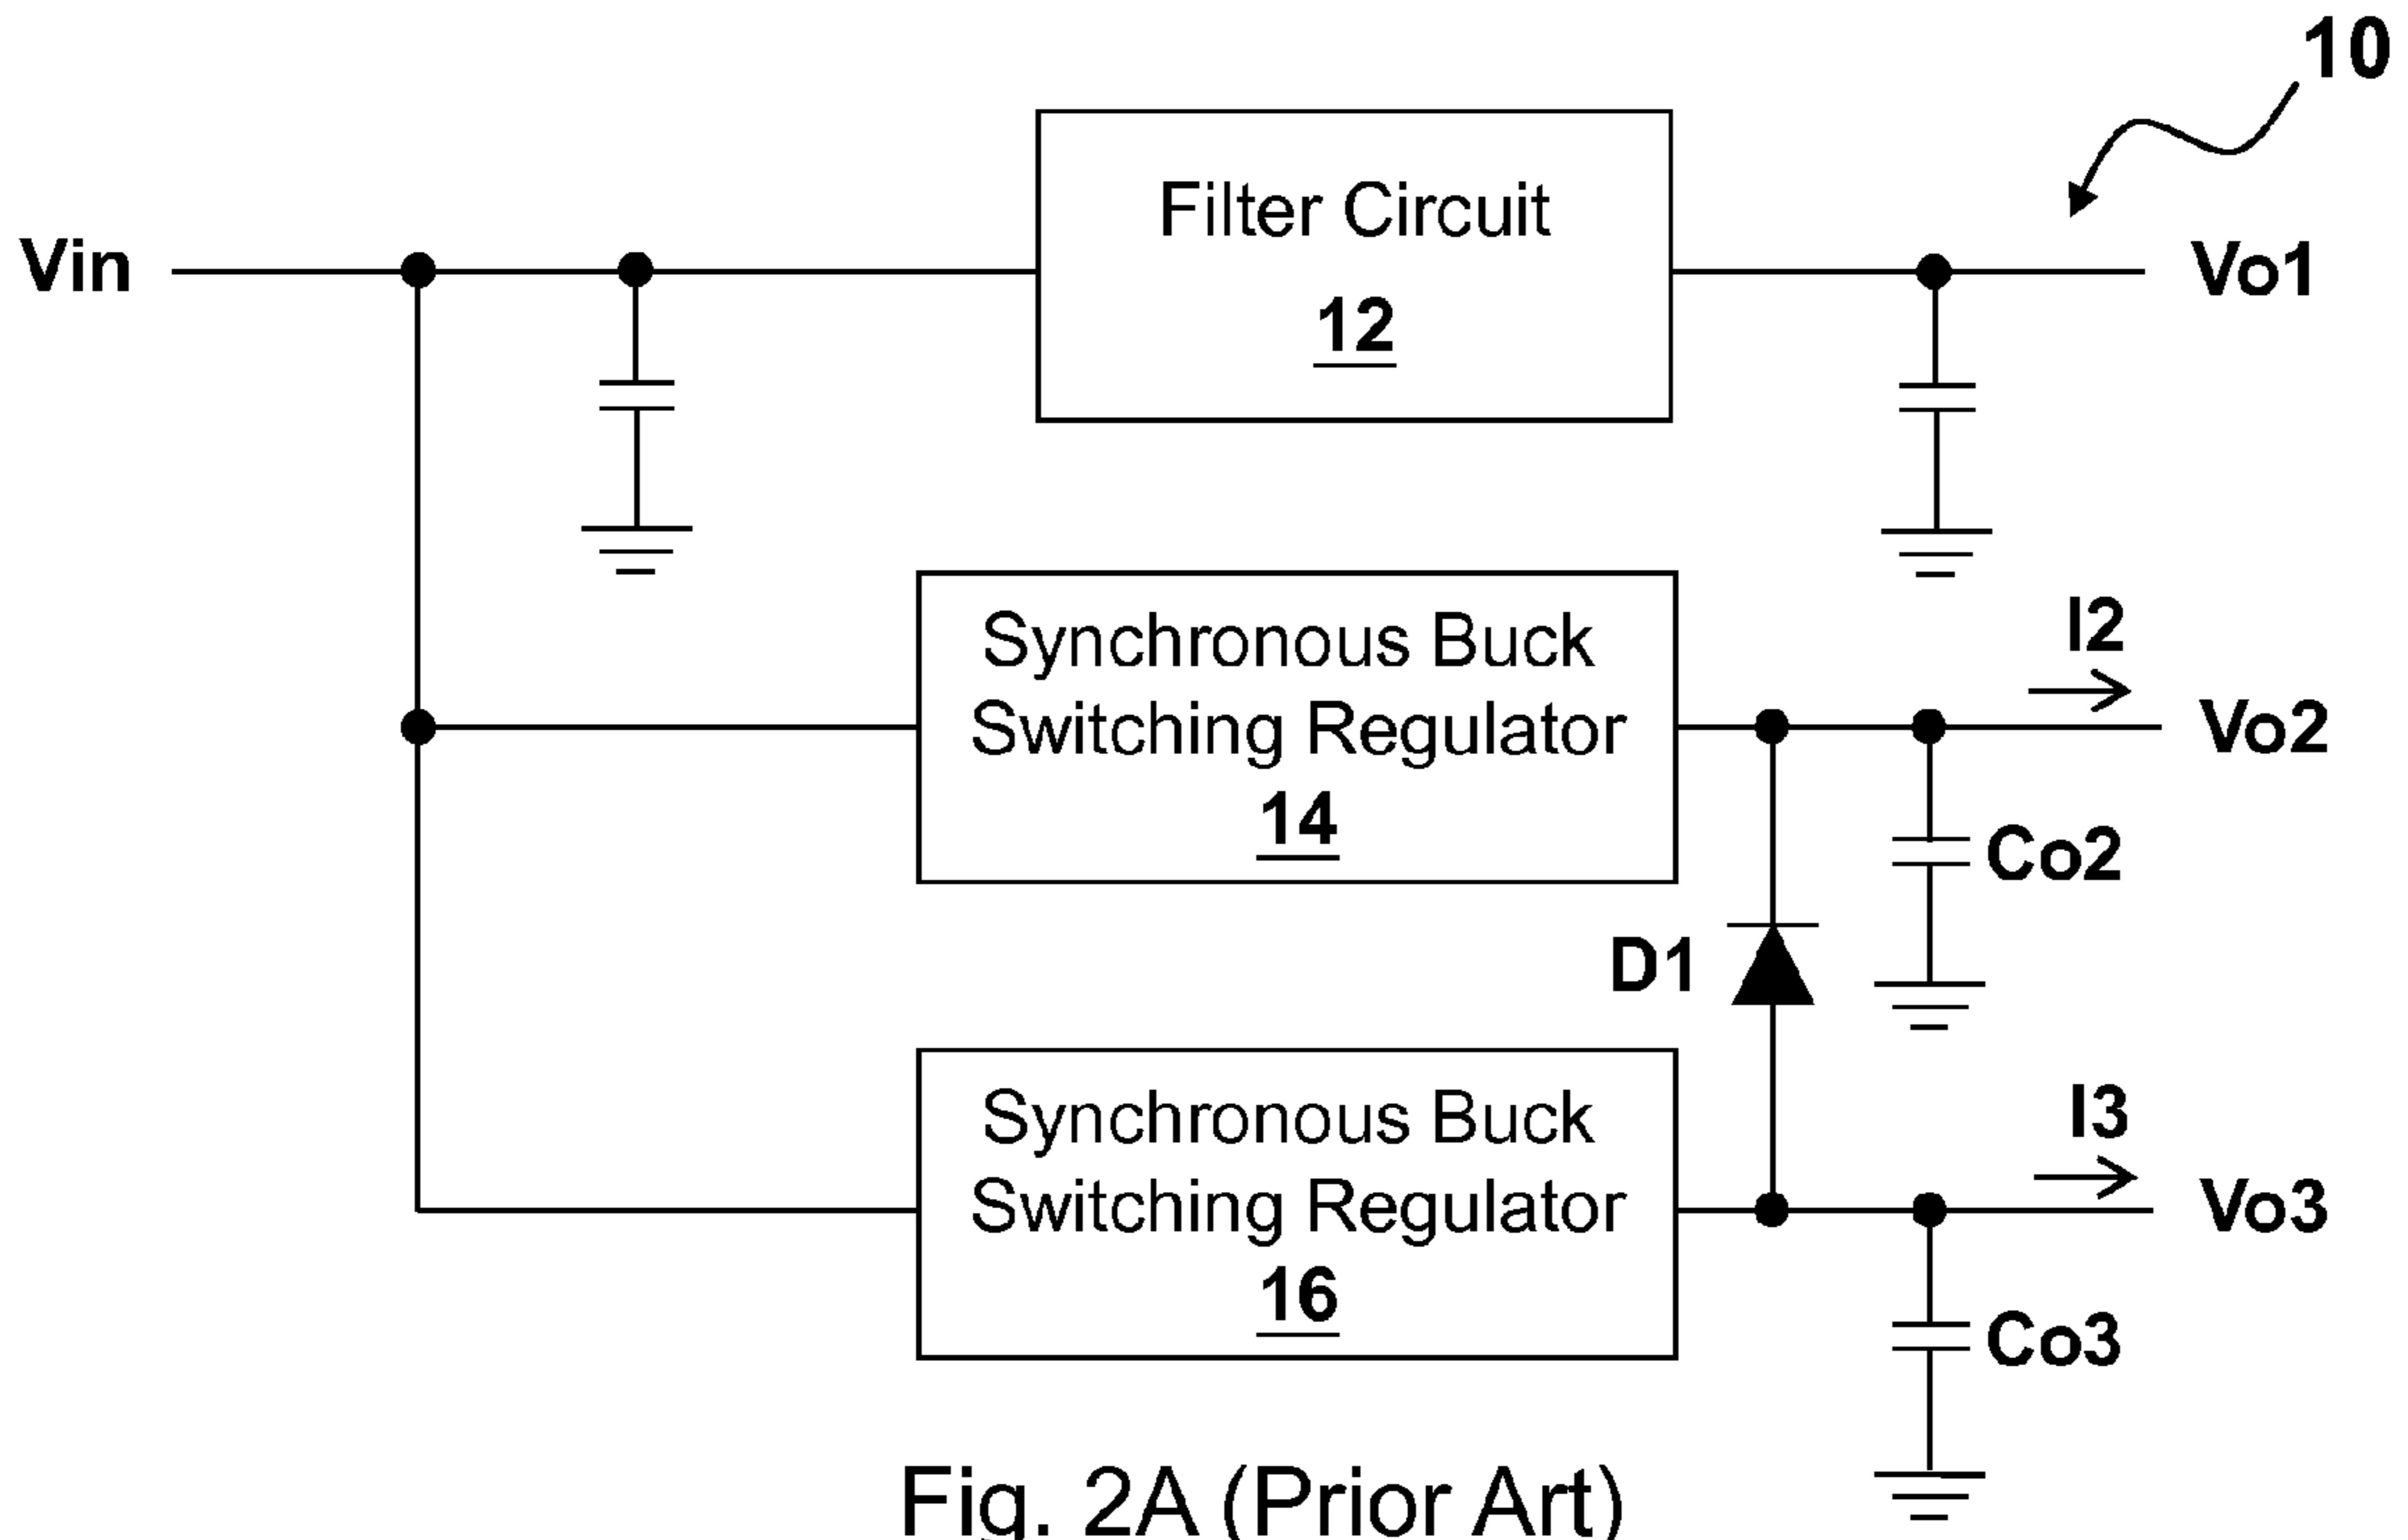 10
Filter Circuit
12
Vin
Vo1
Synchronous Buck
Switching Regulator
14
I2
Vo2
Co2
D1
Synchronous Buck
Switching Regulator
16
I3
Vo3
Co3
Fig. 2A (Prior Art)